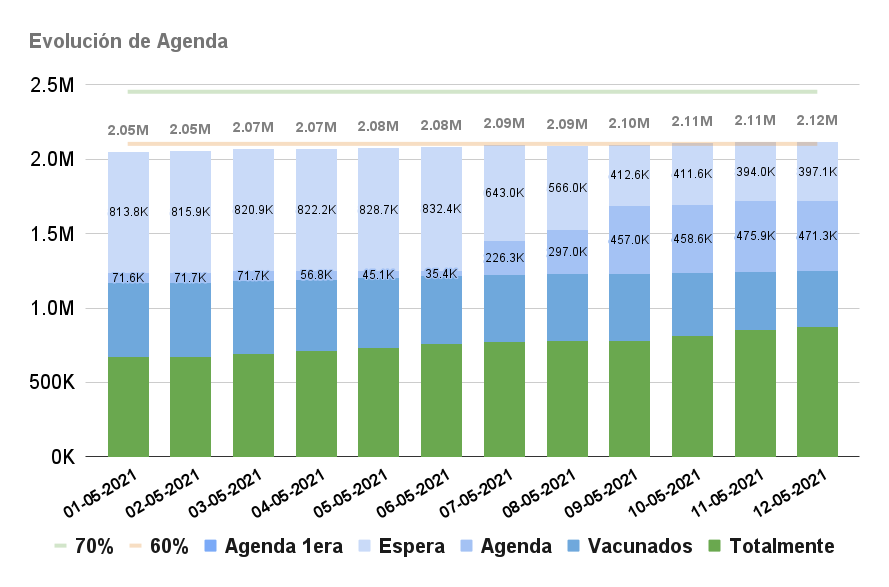 Evolución de Agenda
2.5M
2.05M 2.05M 2.07M 2.07M 2.08M 2.08M 2.09M 2.09M 2.10M 2.11M 2.11M 2.12M
2.0M
813.8K 815.9K 820.9K 822.2K 828.7K 832.4K 643.0K 566.0K 412.6K 411.6K 394.0K 397.1K
1.5M
71.6K 71.7K 71.7K 56.8K 45.1K 35.4K 226.3K 297.0K 457.0K 458.6K 475.9K 471.3K
1.0M
500K
0K
01-05-2021 02-05-2021 03-05-2021 04-05-2021 05-05-2021 06-05-2021 07-05-2021 08-05-2021 09-05-2021 10-05-2021 11-05-2021 12-05-2021
70% 60% Agenda 1era Espera Agenda Vacunados Totalmente